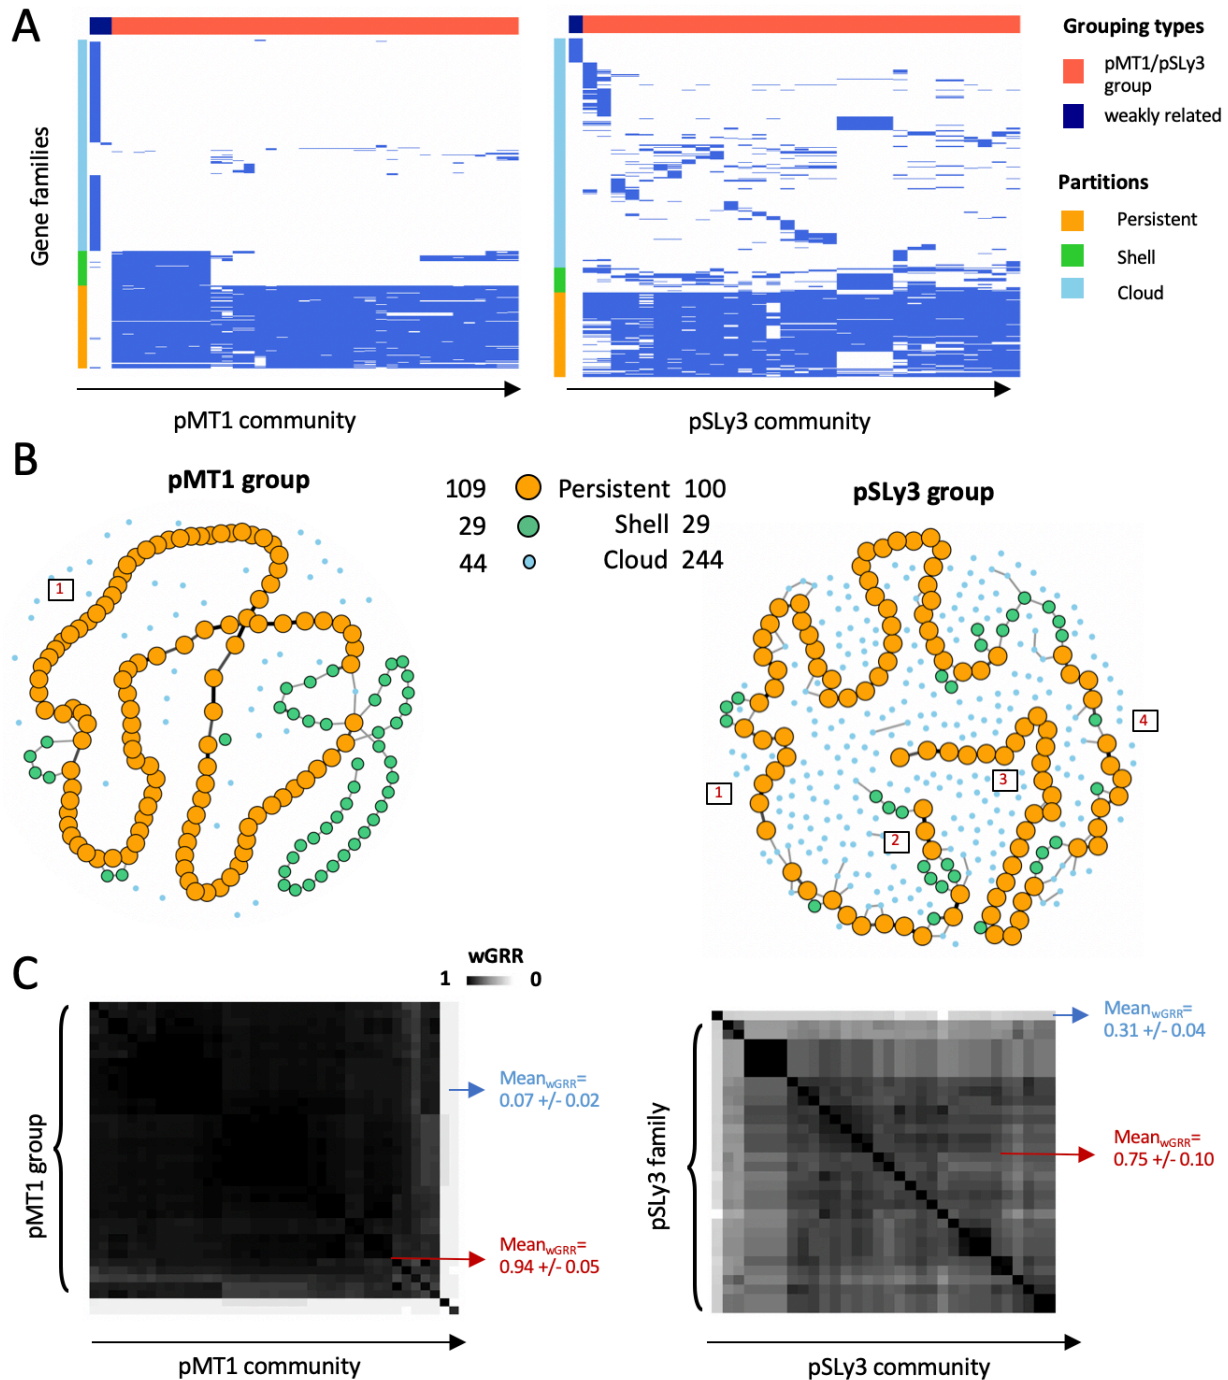 A
Gene families
pMT1 community
pSLy3 community
Grouping types
pMT1/pSLy3
group
weakly related
Partitions
Persistent
Shell
Cloud
B
pMT1 group
109 Persistent 100
29 Shell 29
44 Cloud 244
pSLy3 group
1
1
2
3
4
C
wGRR
1 0
pMT1 group
Mean wGRR=
0.07 +/- 0.02
Mean wGRR=
0.94 +/- 0.05
pMT1 community
pSLy3 family
Mean wGRR=
0.31 +/- 0.04
Mean wGRR=
0.75 +/- 0.10
pSLy3 community